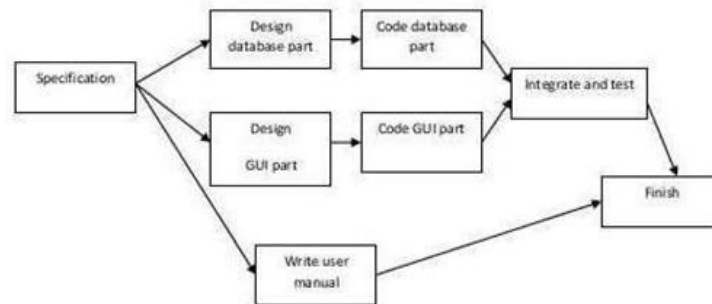 Specification
Design
database part
Code database
part
Integrate and test
Design
GUI part
Code GUI part
Finish
Write user
manual